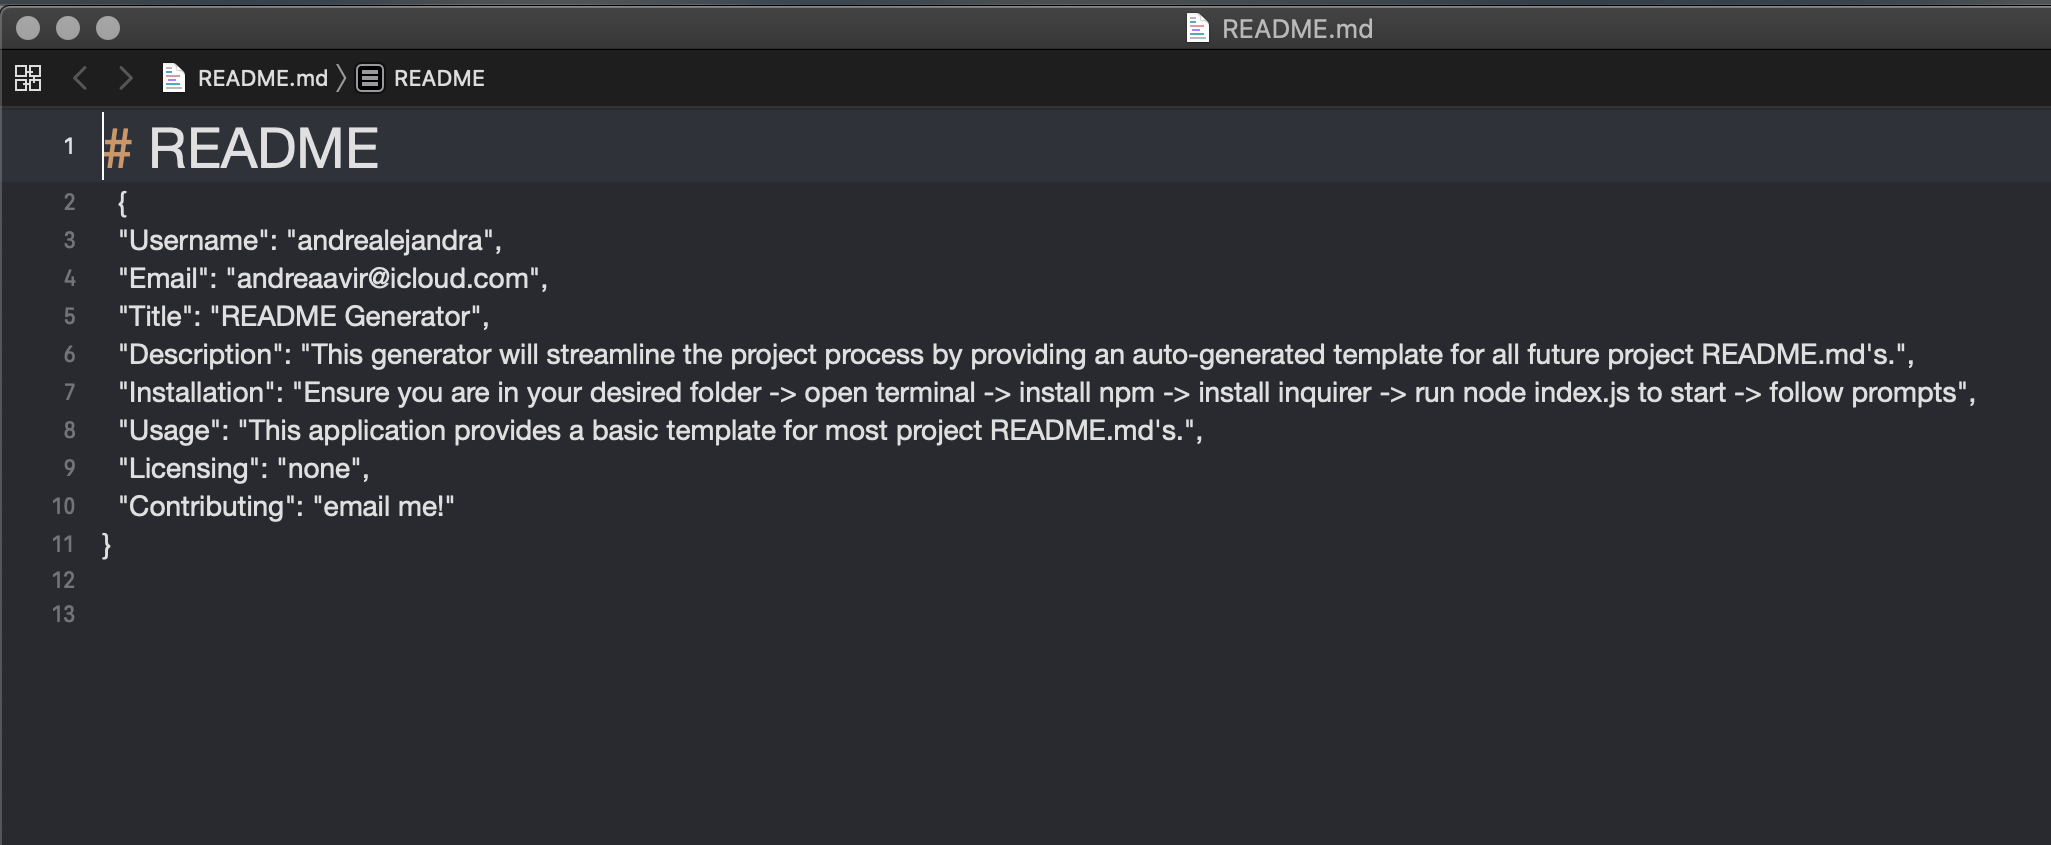 README.md
README.md 〉 README
1 # README
2 {
3 "Username": "andrealejandra",
4 "Email": "andreaavir@icloud.com",
5 "Title": "README Generator",
6 "Description": "This generator will streamline the project process by providing an auto-generated template for all future project README.md's.",
7 "Installation": "Ensure you are in your desired folder -> open terminal -> install npm -> install inquirer -> run node index.js to start -> follow prompts",
8 "Usage": "This application provides a basic template for most project README.md's.",
9 "Licensing": "none",
10 "Contributing": "email me!"
11 }
12
13